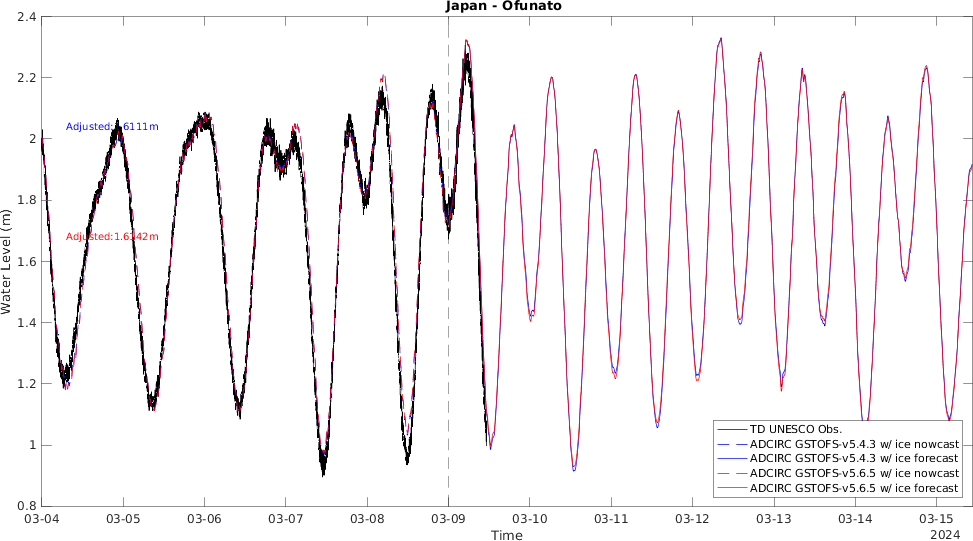 Japan - Ofunato
Water Level (m)
2.4
2.2
2
1.8
1.6
1.4
1.2
1
0.8
Adjusted:1.6111m
Adjusted:1.6342m
TD UNESCO Obs.
ADCIRC GSTOFS-v5.4.3 w/ ice nowcast
ADCIRC GSTOFS-v5.4.3 w/ ice forecast
ADCIRC GSTOFS-v5.6.5 w/ ice nowcast
ADCIRC GSTOFS-v5.6.5 w/ ice forecast
03-04 03-05 03-06 03-07 03-08 03-09 03-10 03-11 03-12 03-13 03-14 03-15
Time
2024